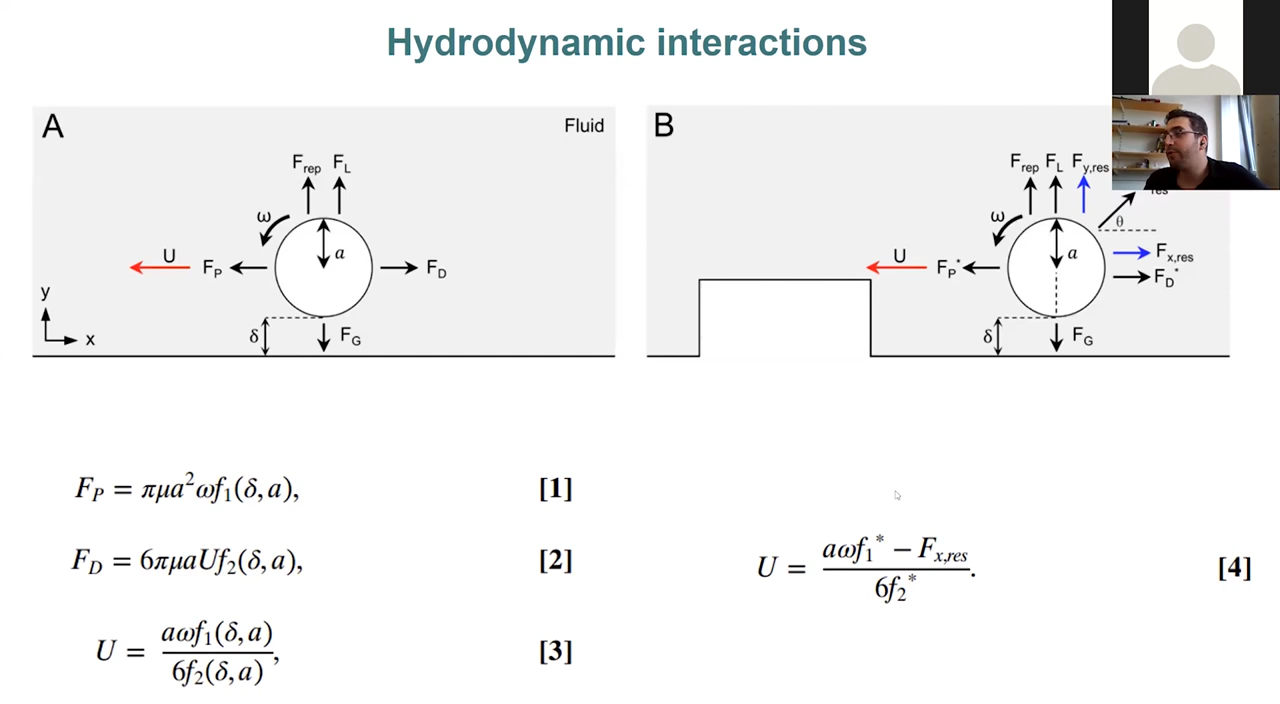 Hydrodynamic interactions
A
Fluid
F_rep F_L
ω
a
U
F_P
F_D
y
x
δ
F_G
B
F_rep F_L F_y,res
res
θ
ω
a
F_x,res
U
F_P*
F_D*
δ
F_G
F_P = πμa²ωf₁(δ, a), [1]
F_D = 6πμaUf₂(δ, a), [2]
U = aωf₁(δ, a) / 6f₂(δ, a), [3]
U = (aωf₁* − F_x,res) / 6f₂*. [4]